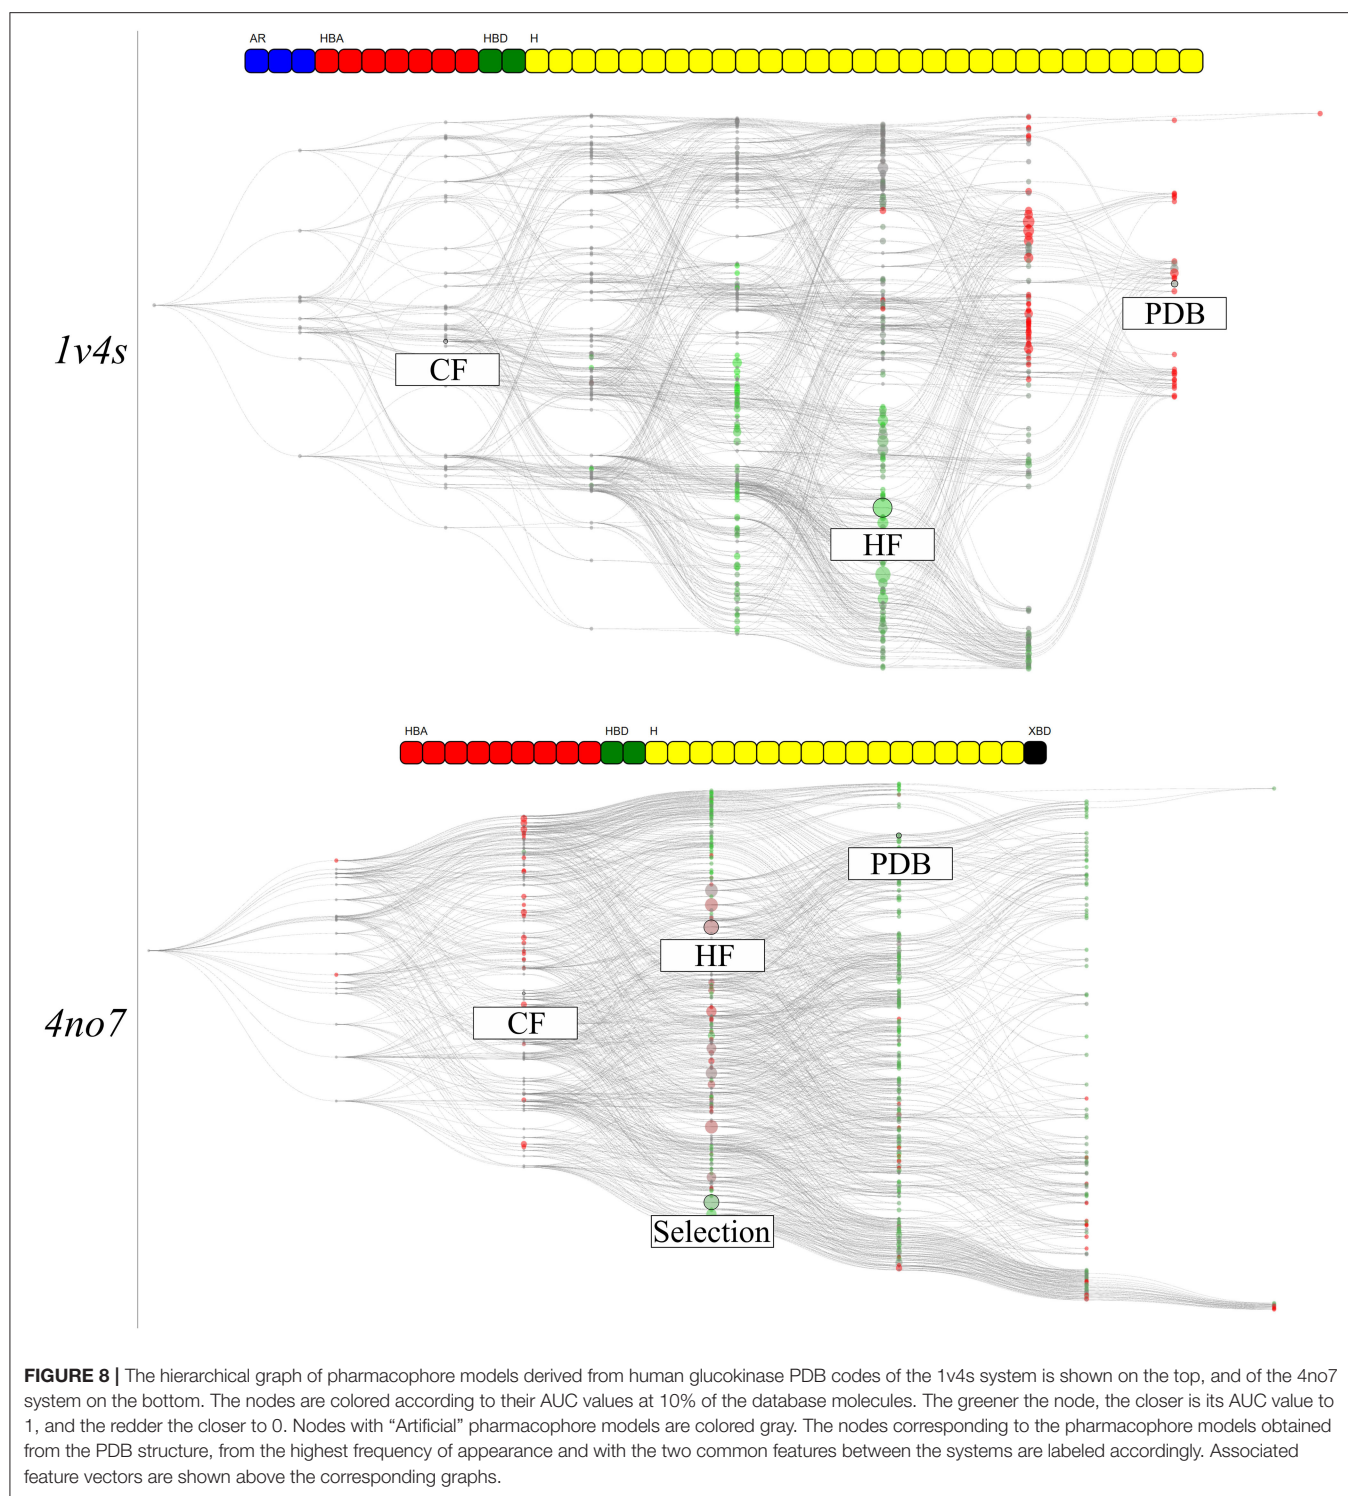 AR HBA HBD H
1v4s
CF
PDB
HF
HBA HBD H XBD
4no7
PDB
HF
CF
Selection
FIGURE 8 | The hierarchical graph of pharmacophore models derived from human glucokinase PDB codes of the 1v4s system is shown on the top, and of the 4no7
system on the bottom. The nodes are colored according to their AUC values at 10% of the database molecules. The greener the node, the closer is its AUC value to
1, and the redder the closer to 0. Nodes with “Artificial” pharmacophore models are colored gray. The nodes corresponding to the pharmacophore models obtained
from the PDB structure, from the highest frequency of appearance and with the two common features between the systems are labeled accordingly. Associated
feature vectors are shown above the corresponding graphs.